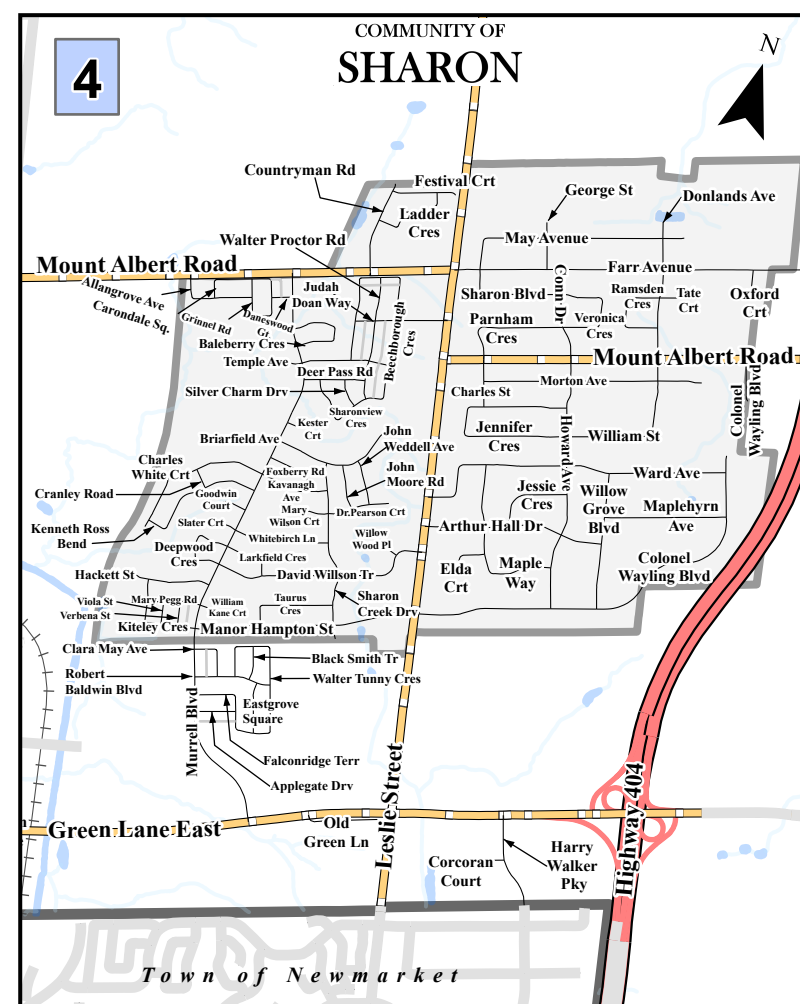 COMMUNITY OF
SHARON
4
N
Countryman Rd
Festival Crt
George St
Donlands Ave
Ladder
Cres
Walter Proctor Rd
May Avenue
Mount Albert Road
Farr Avenue
Allangrove Ave
Carondale Sq.
Grinnel Rd
Daneswood
Gt.
Judah
Doan Way
Sharon Blvd
Conn Dr
Ramsden
Cres
Tate
Crt
Oxford
Crt
Parnham
Cres
Veronica
Cres
Baleberry Cres
Beechborough
Cres
Temple Ave
Deer Pass Rd
Mount Albert Road
Silver Charm Drv
Charles St
Morton Ave
Colonel
Wayling Blvd
Sharonview
Cres
Kester
Crt
Briarfield Ave
John
Weddell Ave
Jennifer
Cres
Howard Ave
William St
Charles
White Crt
Foxberry Rd
John
Moore Rd
Ward Ave
Cranley Road
Goodwin
Court
Kavanagh
Ave
Jessie
Cres
Willow
Grove
Blvd
Maplehyrn
Ave
Mary
Wilson Crt
Dr.Pearson Crt
Kenneth Ross
Bend
Slater Crt
Arthur Hall Dr
Whitebirch Ln
Willow
Wood Pl
Deepwood
Cres
Larkfield Cres
Elda
Crt
Maple
Way
Colonel
Wayling Blvd
Hackett St
David Willson Tr
Viola St
Mary Pegg Rd
William
Kane Crt
Taurus
Cres
Sharon
Creek Drv
Verbena St
Kiteley Cres
Manor Hampton St
Clara May Ave
Black Smith Tr
Robert
Baldwin Blvd
Walter Tunny Cres
Murrell Blvd
Eastgrove
Square
Falconridge Terr
Applegate Drv
Leslie Street
Highway 404
Green Lane East
Old
Green Ln
Corcoran
Court
Harry
Walker
Pky
Town of Newmarket